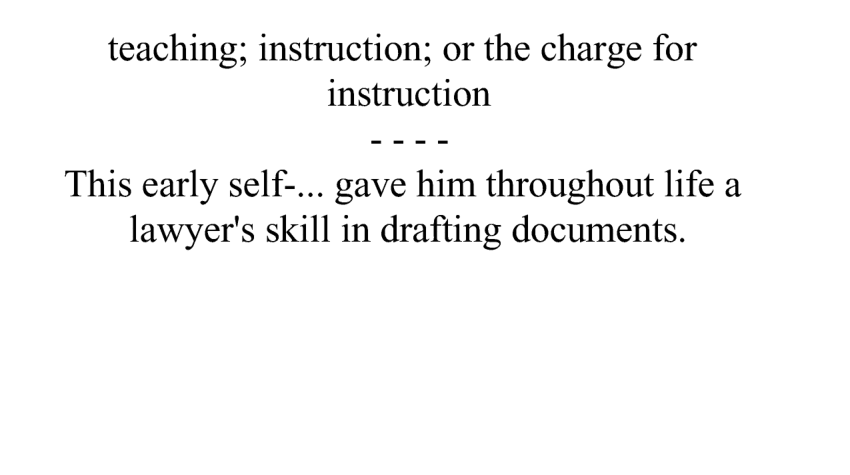 teaching; instruction; or the charge for
instruction
- - - -
This early self-... gave him throughout life a
lawyer's skill in drafting documents.